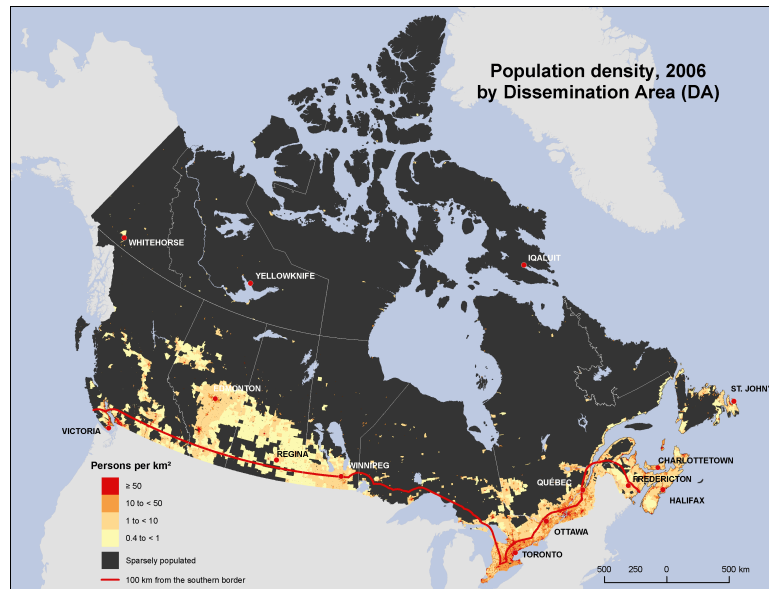 Population density, 2006
by Dissemination Area (DA)
WHITEHORSE
IQALUIT
YELLOWKNIFE
EDMONTON
ST. JOHN'
VICTORIA
REGINA
WINNIPEG
CHARLOTTETOWN
QUÉBEC
FREDERICTON
HALIFAX
OTTAWA
TORONTO
Persons per km²
≥ 50
10 to < 50
1 to < 10
0.4 to < 1
Sparsely populated
100 km from the southern border
500 250 0 500 km